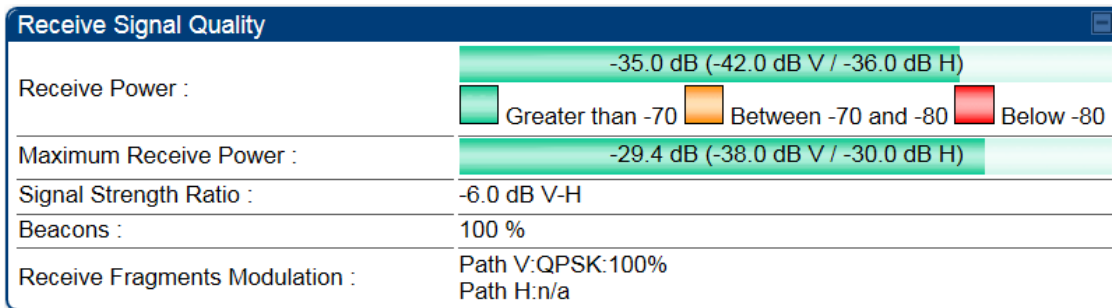 Receive Signal Quality
Receive Power :
-35.0 dB (-42.0 dB V / -36.0 dB H)
Greater than -70 Between -70 and -80 Below -80
Maximum Receive Power :
-29.4 dB (-38.0 dB V / -30.0 dB H)
Signal Strength Ratio :
-6.0 dB V-H
Beacons :
100 %
Receive Fragments Modulation :
Path V:QPSK:100%
Path H:n/a